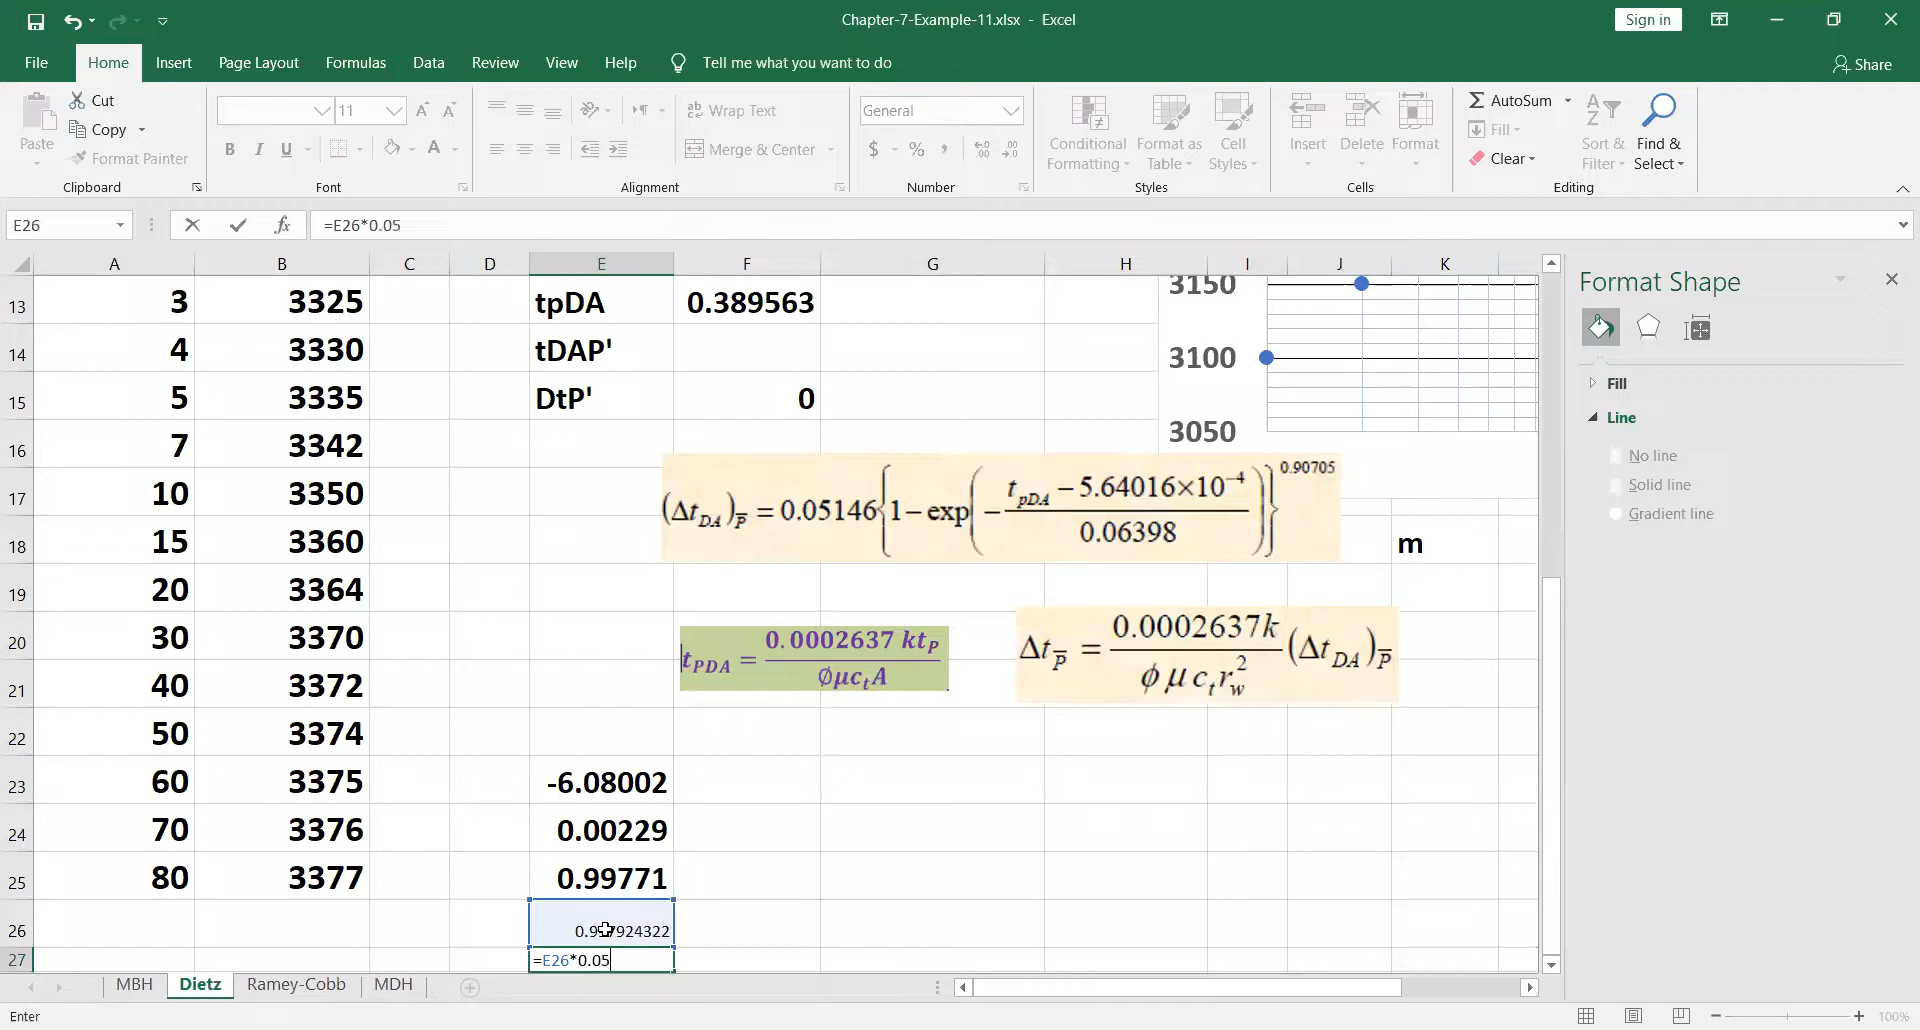 Chapter-7-Example-11.xlsx - Excel
Sign in
File Home Insert Page Layout Formulas Data Review View Help Tell me what you want to do Share
Paste
Cut
Copy
Format Painter
Clipboard
11
B I U
Font
ab Wrap Text
Merge & Center
Alignment
General
$ % ,
Number
Conditional Formatting
Format as Table
Cell Styles
Styles
Insert Delete Format
Cells
AutoSum
Fill
Clear
Sort & Filter
Find & Select
Editing
E26 fx =E26*0.05
A B C D E F G H I J K
13 3 3325 tpDA 0.389563
14 4 3330 tDAP'
15 5 3335 DtP' 0
16 7 3342
17 10 3350
18 15 3360 m
19 20 3364
20 30 3370
21 40 3372
22 50 3374
23 60 3375 -6.08002
24 70 3376 0.00229
25 80 3377 0.99771
26
27 =E26*0.05
3150
3100
3050
(Δt_DA)_P̅ = 0.05146{1−exp(−(t_pDA −5.64016×10⁻⁴)/0.06398)}^0.90705
t_PDA = 0.0002637 kt_P / ∅μc_tA
Δt_P̅ = 0.0002637k / ϕ μ c_t r_w² (Δt_DA)_P̅
Format Shape
Fill
Line
No line
Solid line
Gradient line
MBH Dietz Ramey-Cobb MDH
Enter
100%